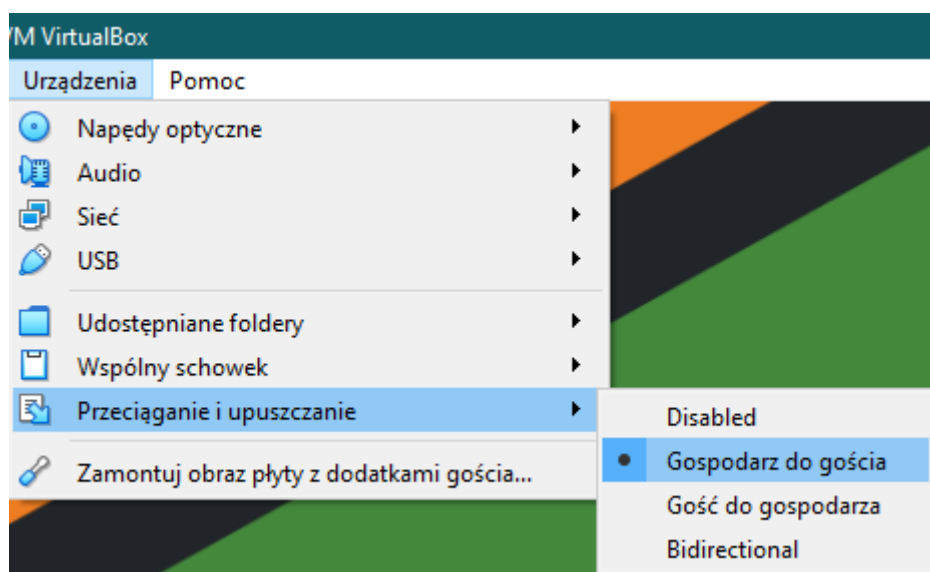 VM VirtualBox
Urządzenia Pomoc
Napędy optyczne
Audio
Sieć
USB
Udostępniane foldery
Wspólny schowek
Przeciąganie i upuszczanie
Zamontuj obraz płyty z dodatkami gościa...
Disabled
Gospodarz do gościa
Gość do gospodarza
Bidirectional